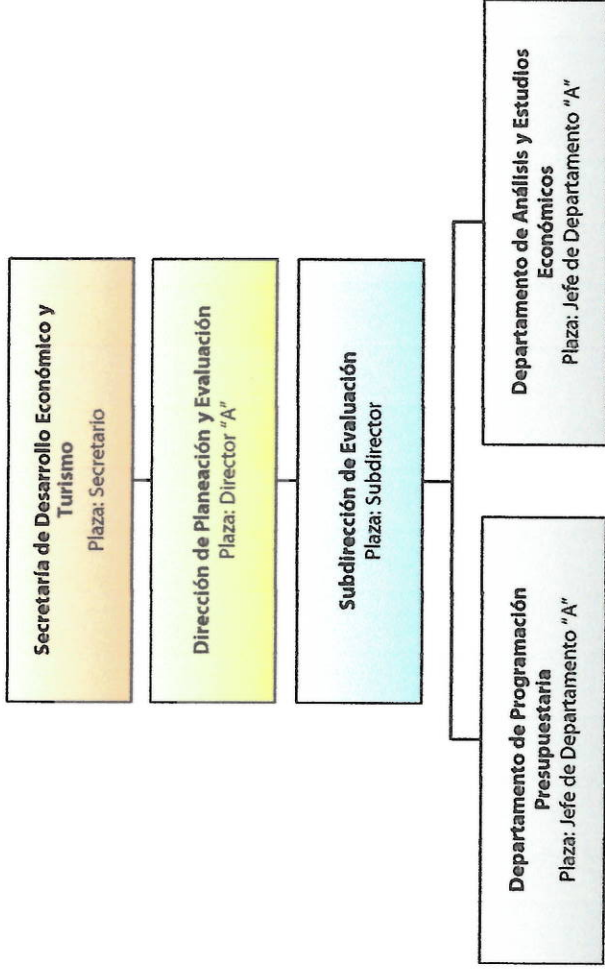 Secretaría de Desarrollo Económico y
Turismo
Plaza: Secretario
Dirección de Planeación y Evaluación
Plaza: Director "A"
Subdirección de Evaluación
Plaza: Subdirector
Departamento de Programación
Presupuestaria
Plaza: Jefe de Departamento "A"
Departamento de Análisis y Estudios
Económicos
Plaza: Jefe de Departamento "A"